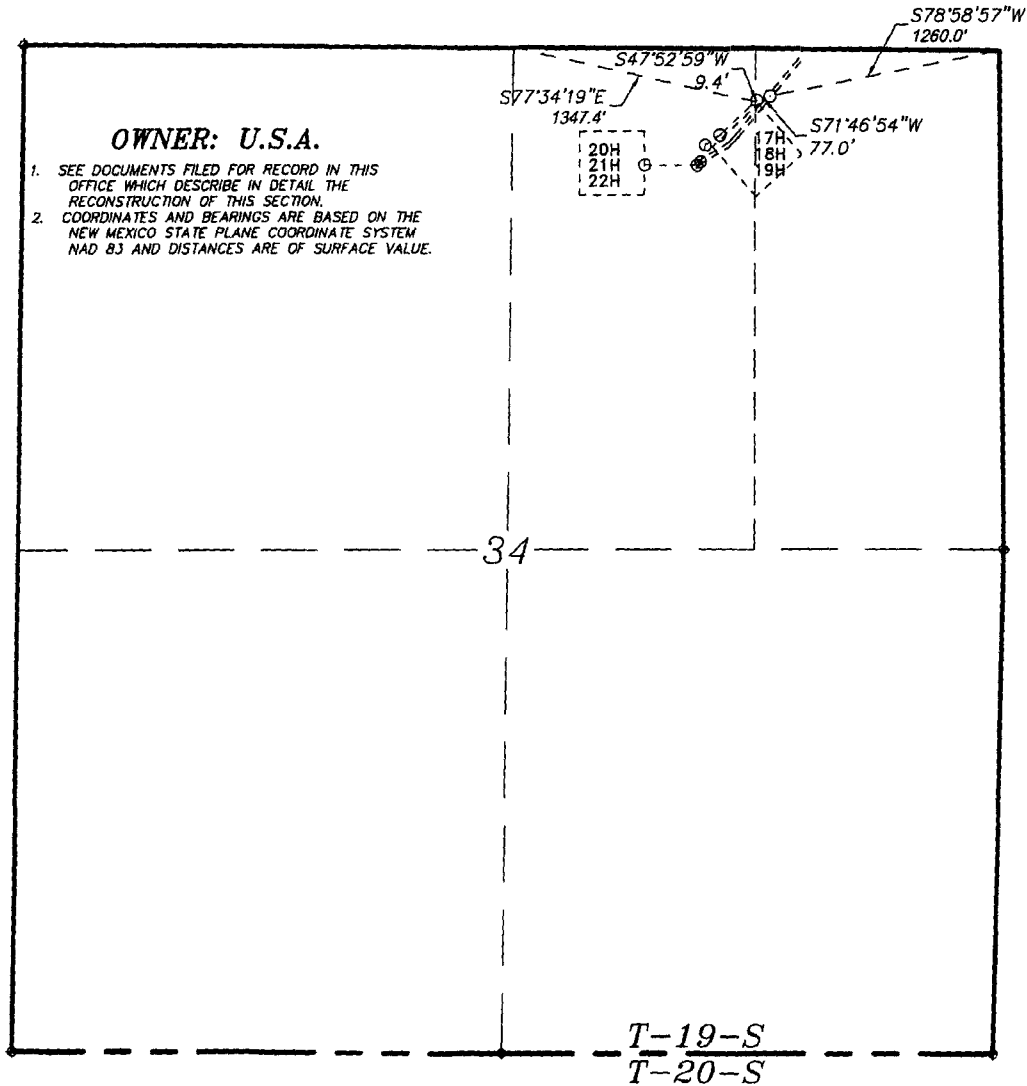 S78°58'57"W
1260.0'
S47°52'59"W
9.4'
S77°34'19"E
1347.4'
S71°46'54"W
77.0'
17H
18H
19H
20H
21H
22H
OWNER: U.S.A.
1. SEE DOCUMENTS FILED FOR RECORD IN THIS
OFFICE WHICH DESCRIBE IN DETAIL THE
RECONSTRUCTION OF THIS SECTION.
2. COORDINATES AND BEARINGS ARE BASED ON THE
NEW MEXICO STATE PLANE COORDINATE SYSTEM
NAD 83 AND DISTANCES ARE OF SURFACE VALUE.
34
T-19-S
T-20-S